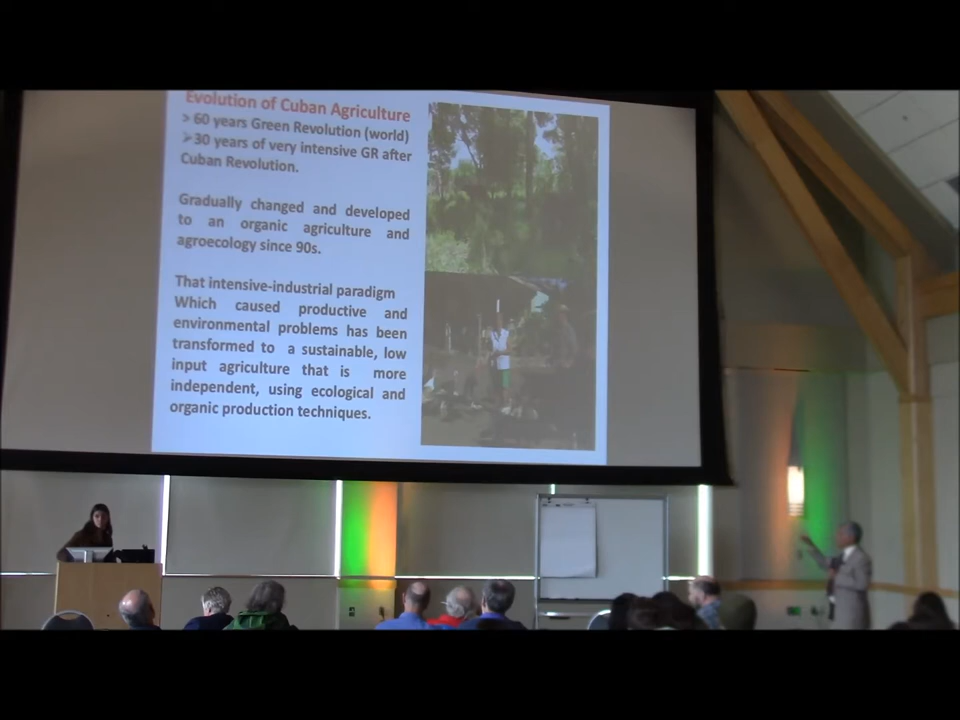 Evolution of Cuban Agriculture
> 60 years Green Revolution (world)
➢30 years of very intensive GR after
Cuban Revolution.
Gradually changed and developed
to an organic agriculture and
agroecology since 90s.
That intensive-industrial paradigm
Which caused productive and
environmental problems has been
transformed to a sustainable, low
input agriculture that is more
independent, using ecological and
organic production techniques.